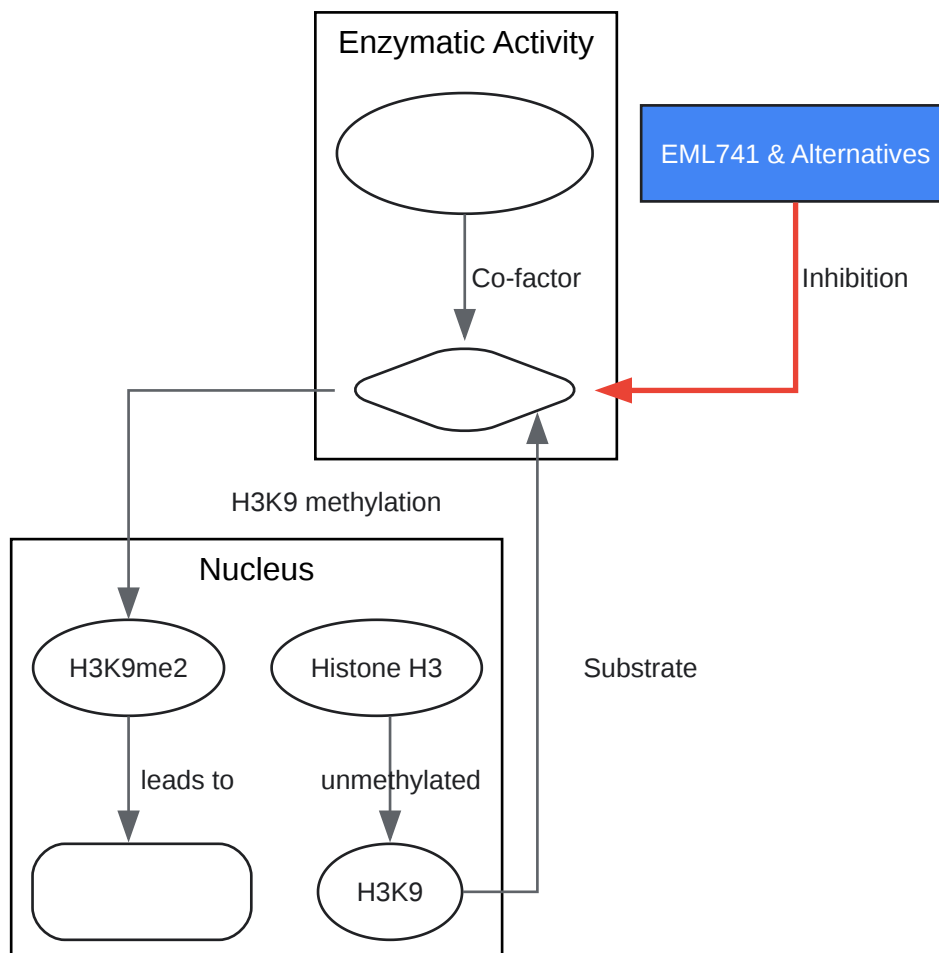 Enzymatic Activity
EML741 & Alternatives
Co-factor
Inhibition
H3K9 methylation
Nucleus
H3K9me2
Histone H3
Substrate
leads to
unmethylated
H3K9